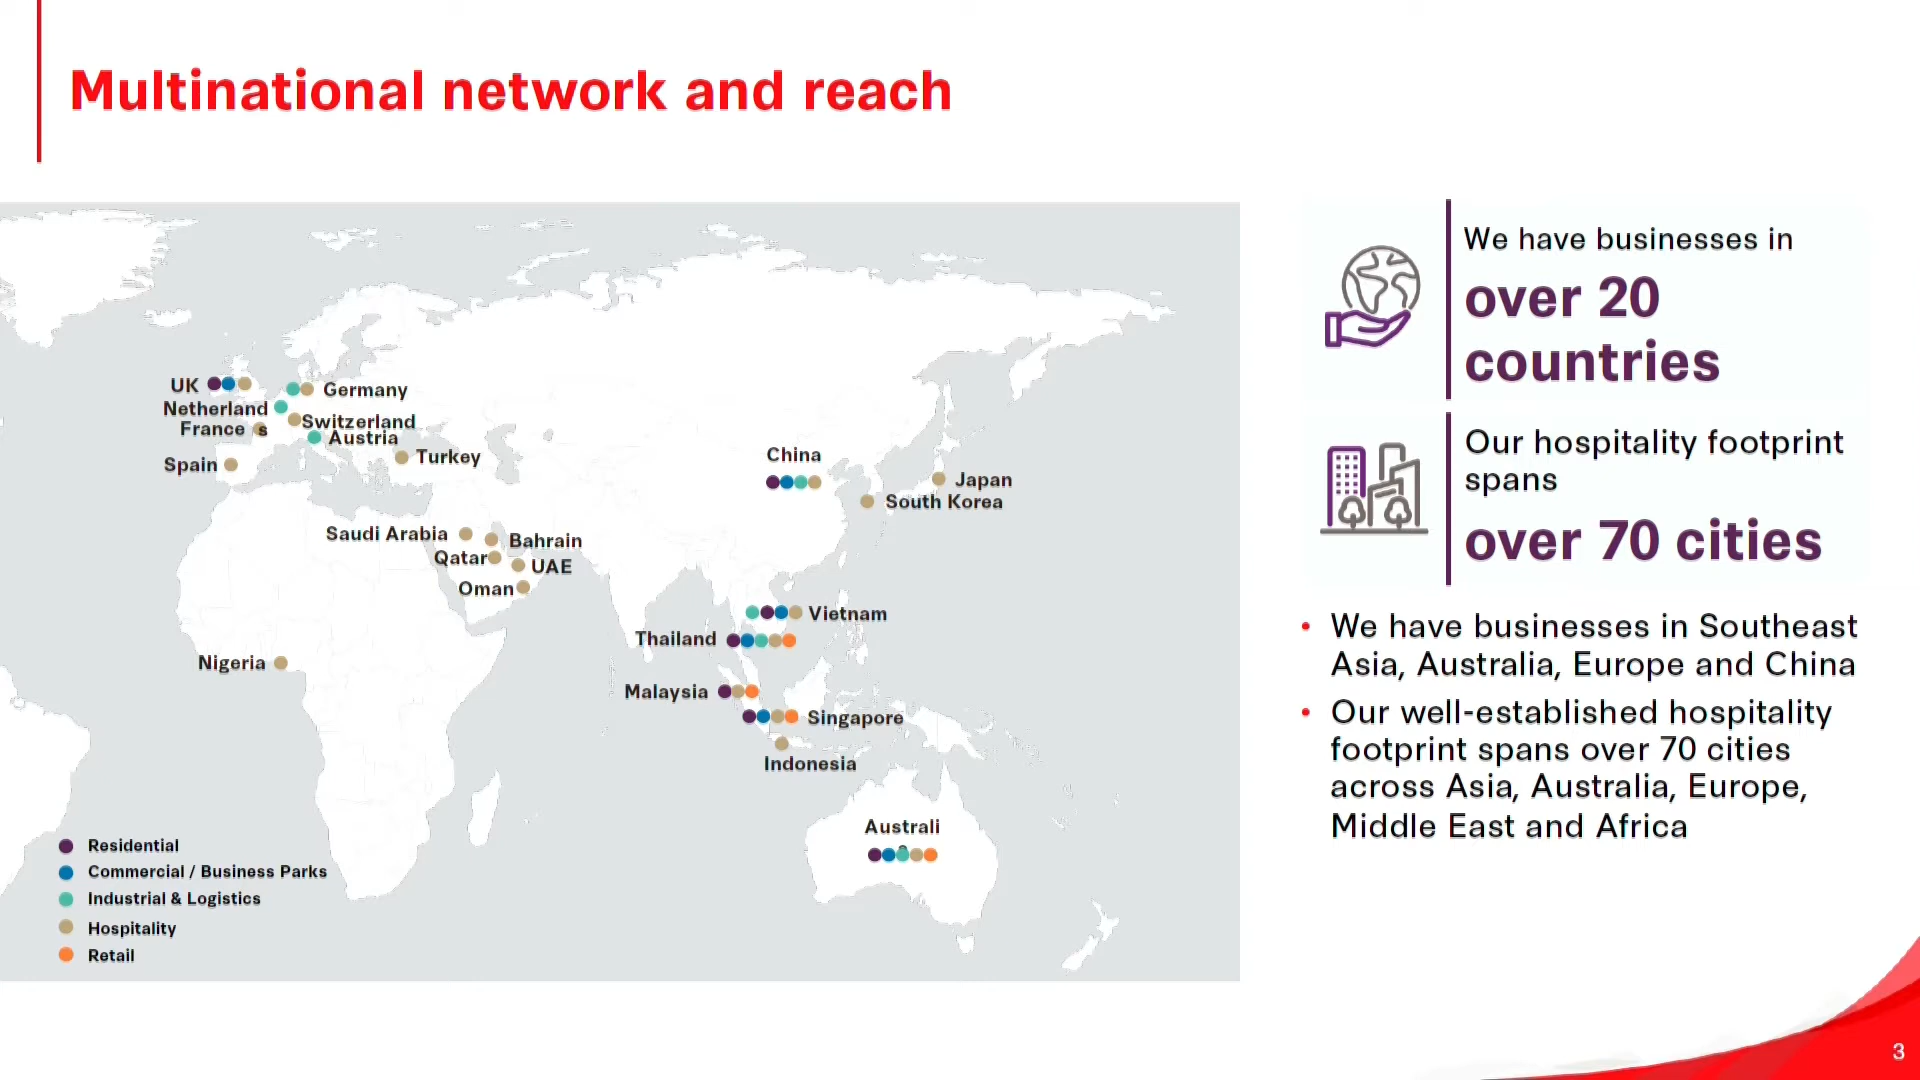 Multinational network and reach
UK
Germany
Netherland
s
France
Switzerland
Austria
Spain
Turkey
China
Japan
South Korea
Saudi Arabia
Bahrain
Qatar
UAE
Oman
Vietnam
Thailand
Nigeria
Malaysia
Singapore
Indonesia
Australi
a
Residential
Commercial / Business Parks
Industrial & Logistics
Hospitality
Retail
We have businesses in
over 20
countries
Our hospitality footprint
spans
over 70 cities
• We have businesses in Southeast
Asia, Australia, Europe and China
• Our well-established hospitality
footprint spans over 70 cities
across Asia, Australia, Europe,
Middle East and Africa
3